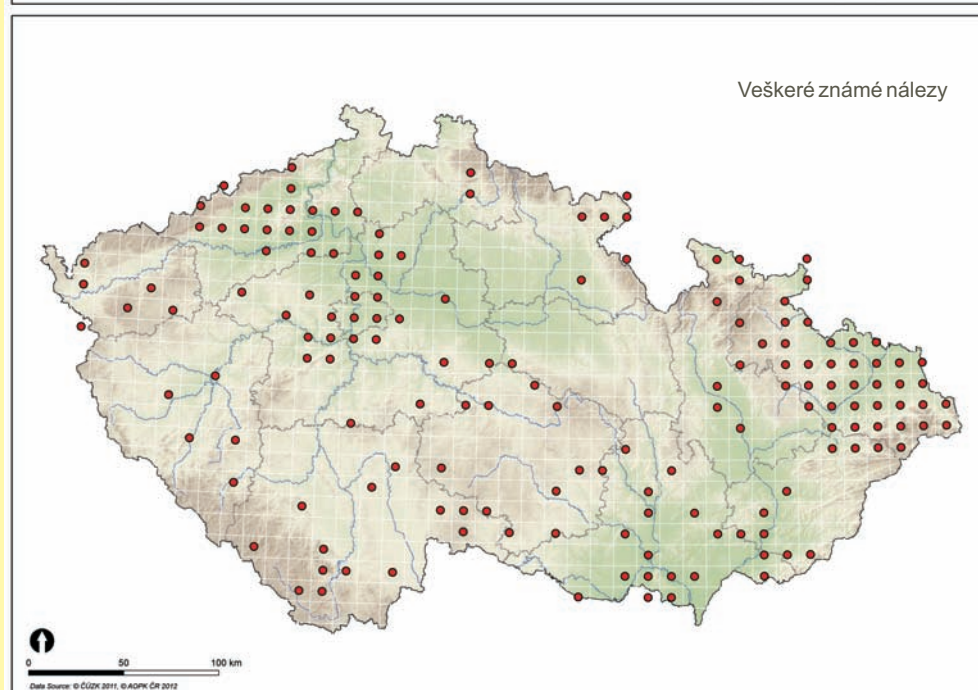 Veškeré známé nálezy
0 50 100 km
Data Source: © ČÚZK 2011, © AOPK ČR 2012